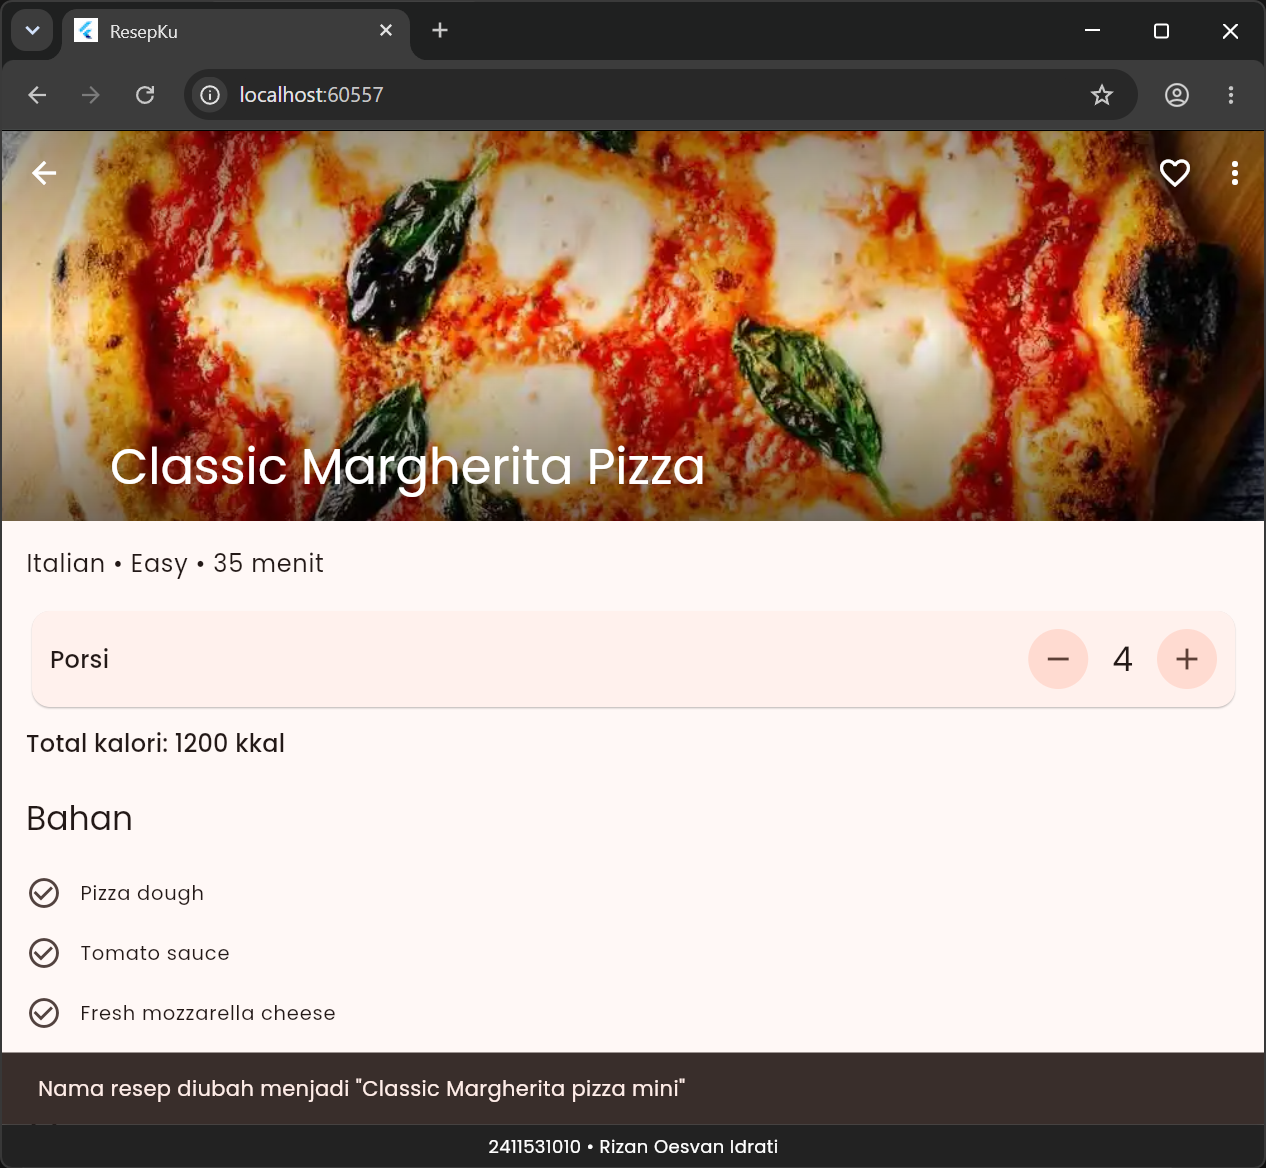 ResepKu
localhost:60557
Classic Margherita Pizza
Italian • Easy • 35 menit
Porsi
4
Total kalori: 1200 kkal
Bahan
Pizza dough
Tomato sauce
Fresh mozzarella cheese
Nama resep diubah menjadi "Classic Margherita pizza mini"
2411531010 • Rizan Oesvan Idrati